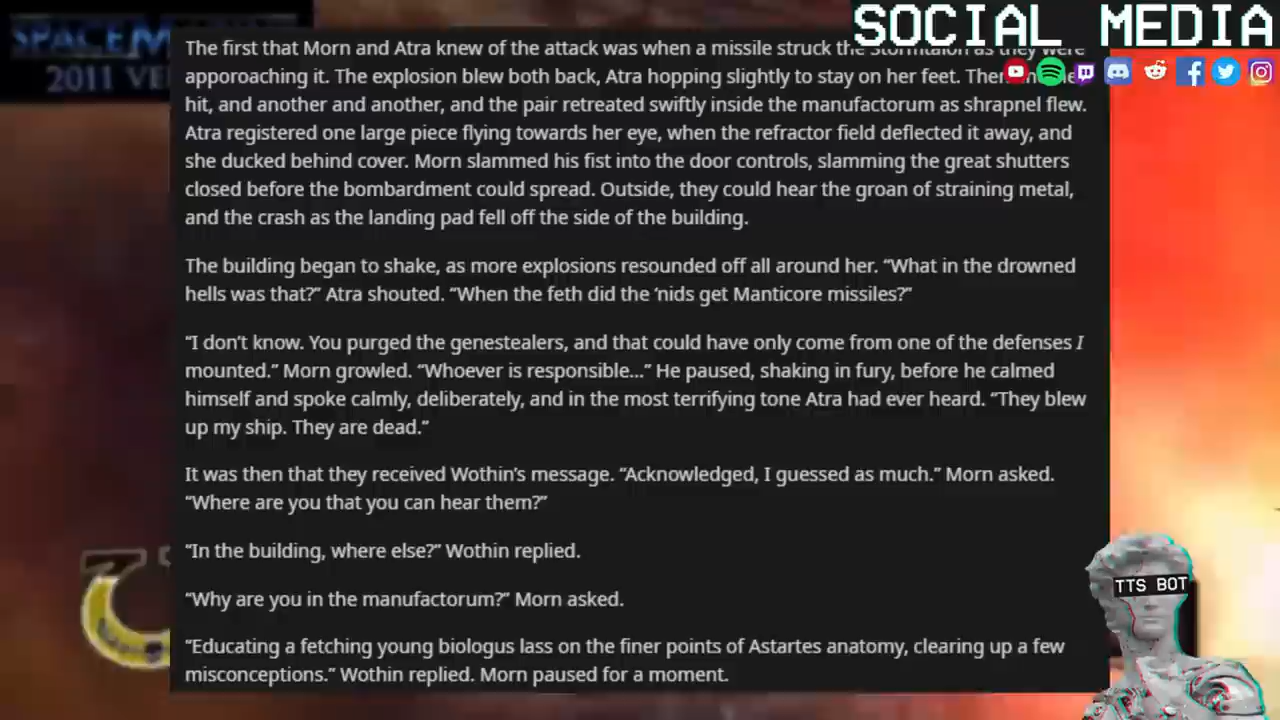 SOCIAL MEDIA
SPACEM
2011 VE
The first that Morn and Atra knew of the attack was when a missile struck the Stormtalon as they were
apporoaching it. The eplosion blew both back, Atra hopping slightly to stay on her feet. Then
hit, and another and another, and the pair retreated swiftly inside the manufactorum as shrapnel flew.
Atra registered one large piece flying towards her eye, when the refractor field deflected it away, and
she ducked behind cover. Morn slammed his fist into the door controls, slamming the great shutters
closed before the bombardment could spread. Outside, they could hear the groan of straining metal,
and the crash as the landing pad fell off the side of the building.
The building began to shake, as more explosions resounded off all around her. “What in the drowned
hells was that?” Atra shouted. “When the feth did the ‘nids get Manticore missiles?”
“I don’t know. You purged the genestealers, and that could have only come from one of the defenses I
mounted.” Morn growled. “Whoever is responsible...” He paused, shaking in fury, before he calmed
himself and spoke calmly, deliberately, and in the most terrifying tone Atra had ever heard. “They blew
up my ship. They are dead.”
It was then that they received Wothin’s message. “Acknowledged, I guessed as much.” Morn asked.
“Where are you that you can hear them?”
“In the building, where else?” Wothin replied.
“Why are you in the manufactorum?” Morn asked.
“Educating a fetching young biologus lass on the finer points of Astartes anatomy, clearing up a few
misconceptions.” Wothin replied. Morn paused for a moment.
TTS BOT